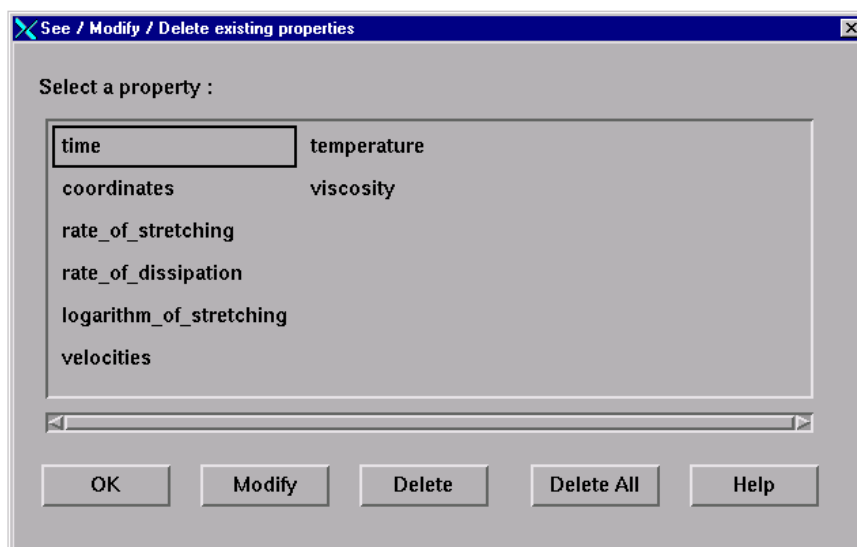 See / Modify / Delete existing properties
Select a property :
time temperature
coordinates viscosity
rate_of_stretching
rate_of_dissipation
logarithm_of_stretching
velocities
OK Modify Delete Delete All Help